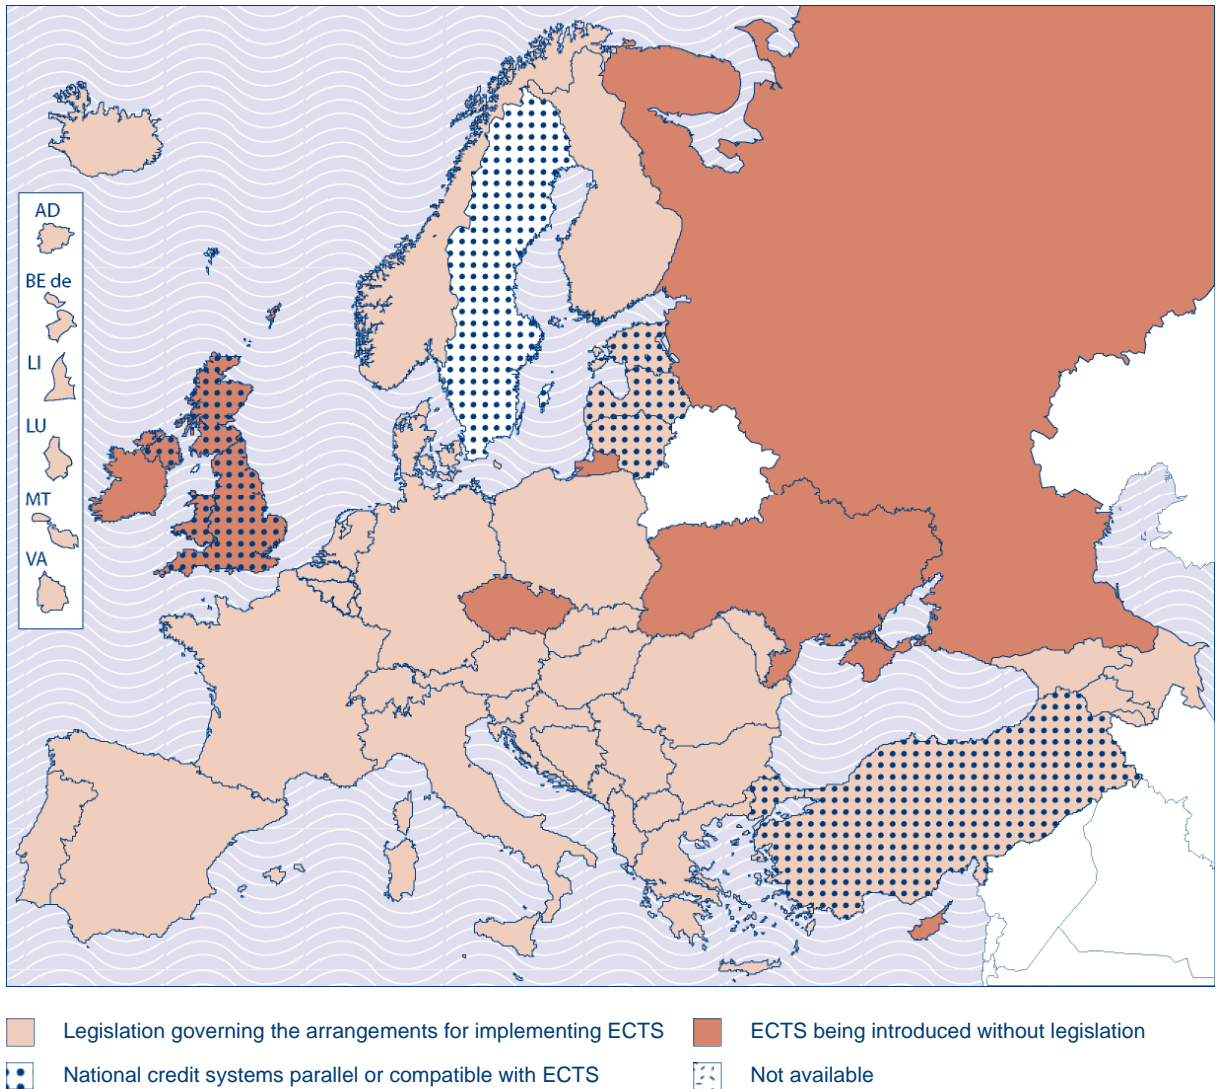 AD
BE de
LI
LU
MT
VA
Legislation governing the arrangements for implementing ECTS
ECTS being introduced without legislation
National credit systems parallel or compatible with ECTS
Not available